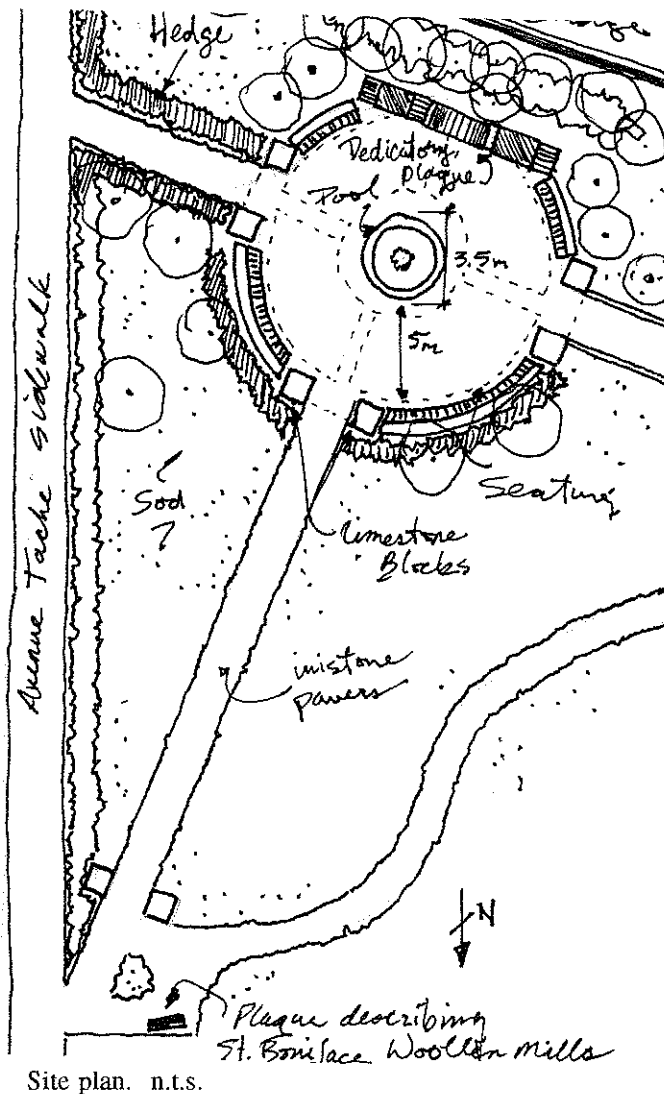 Hedge
Dedicatory
Plaque
Pool
3.5m
5m
Avenue Tache sidewalk
Sod
Seating
limestone
Blocks
unistone
pavers
N
Plaque describing
St. Boniface Woollen Mills
Site plan. n.t.s.